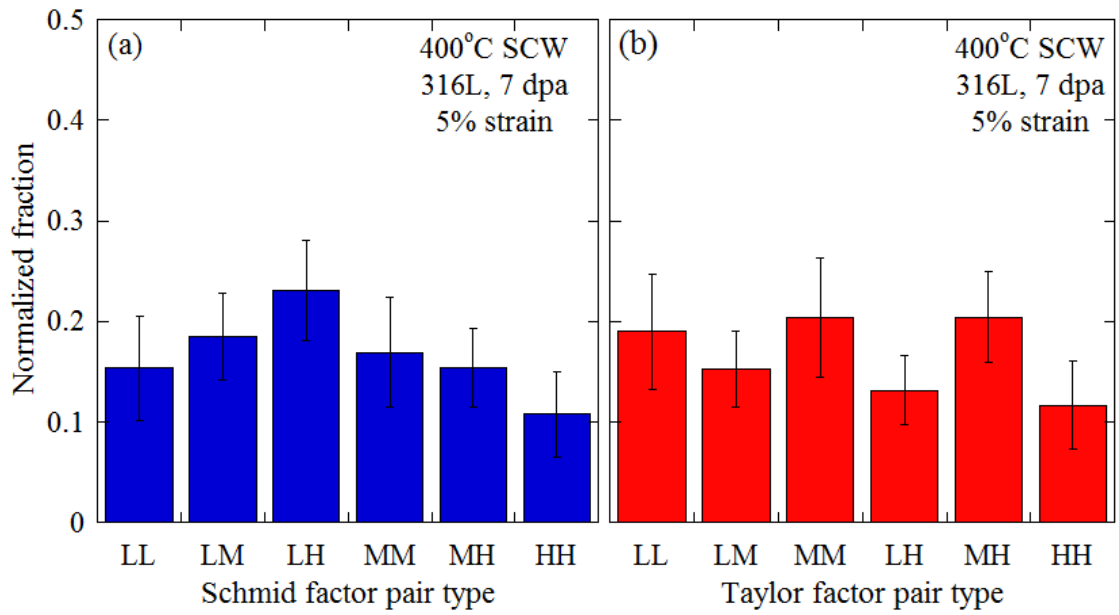 (a)
400°C SCW
316L, 7 dpa
5% strain
(b)
400°C SCW
316L, 7 dpa
5% strain
Normalized fraction
0.5
0.4
0.3
0.2
0.1
0
LL LM LH MM MH HH
Schmid factor pair type
LL LM MM LH MH HH
Taylor factor pair type